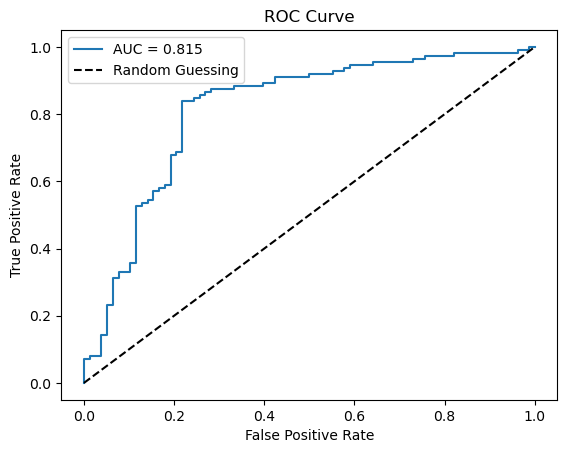 ROC Curve
AUC = 0.815
Random Guessing
True Positive Rate
1.0
0.8
0.6
0.4
0.2
0.0
0.0 0.2 0.4 0.6 0.8 1.0
False Positive Rate